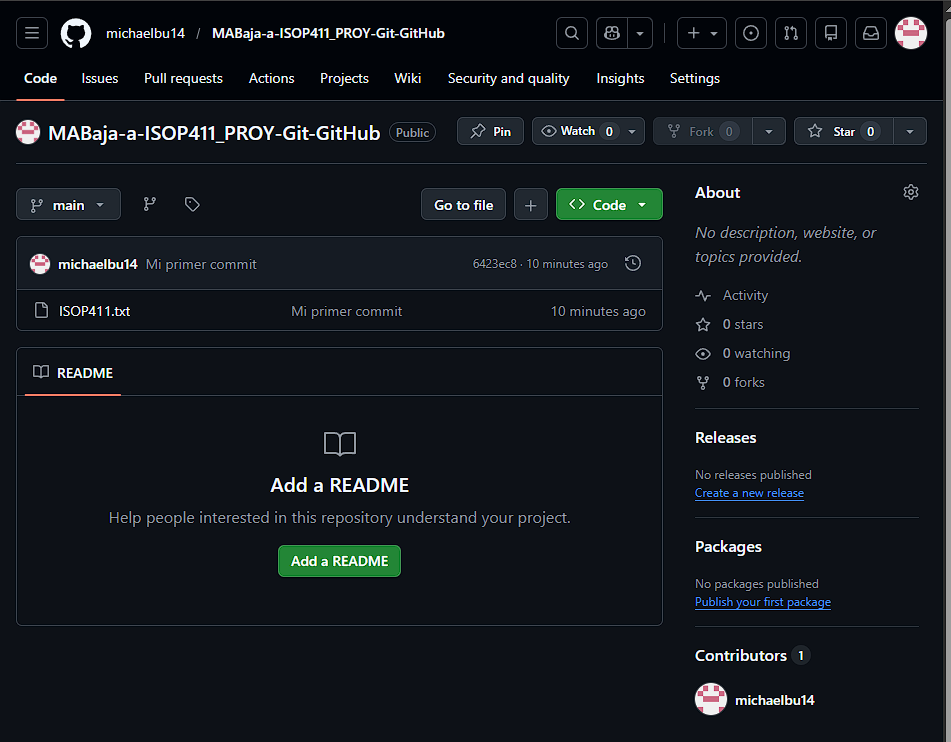 michaelbu14 / MABaja-a-ISOP411_PROY-Git-GitHub
Code Issues Pull requests Actions Projects Wiki Security and quality Insights Settings
MABaja-a-ISOP411_PROY-Git-GitHub Public Pin Watch 0 Fork 0 Star 0
main Go to file Code
michaelbu14 Mi primer commit 6423ec8 · 10 minutes ago
ISOP411.txt Mi primer commit 10 minutes ago
README
Add a README
Help people interested in this repository understand your project.
Add a README
About
No description, website, or
topics provided.
Activity
0 stars
0 watching
0 forks
Releases
No releases published
Create a new release
Packages
No packages published
Publish your first package
Contributors 1
michaelbu14